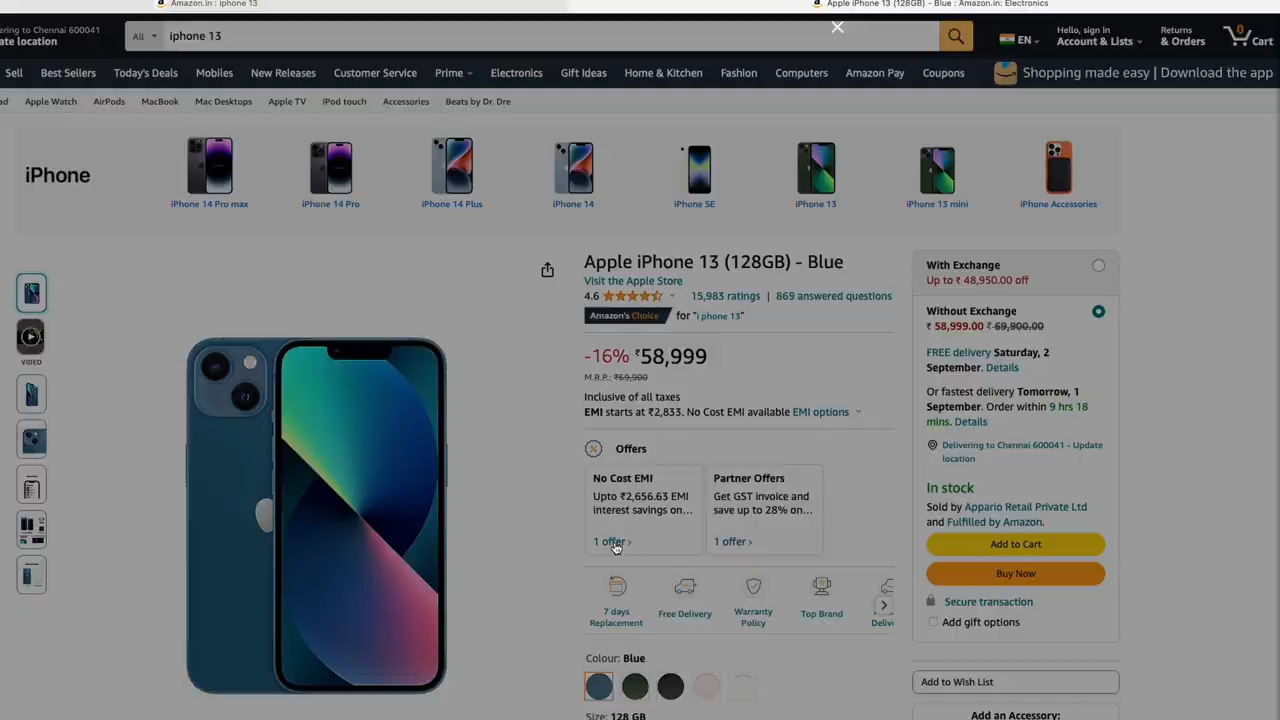 Amazon.in : iphone 13
Apple iPhone 13 (128GB) - Blue : Amazon.in: Electronics
ering to Chennai 600041
ate location
All
iphone 13
EN
Hello, sign in
Account & Lists
Returns
& Orders
0
Cart
Sell
Best Sellers
Today's Deals
Mobiles
New Releases
Customer Service
Prime
Electronics
Gift Ideas
Home & Kitchen
Fashion
Computers
Amazon Pay
Coupons
Shopping made easy | Download the app
ad
Apple Watch
AirPods
MacBook
Mac Desktops
Apple TV
iPod touch
Accessories
Beats by Dr. Dre
iPhone
iPhone 14 Pro max
iPhone 14 Pro
iPhone 14 Plus
iPhone 14
iPhone SE
iPhone 13
iPhone 13 mini
iPhone Accessories
VIDEO
Apple iPhone 13 (128GB) - Blue
Visit the Apple Store
4.6
15,983 ratings | 869 answered questions
Amazon's Choice for "i phone 13"
-16% ₹58,999
M.R.P.: ₹69,900
Inclusive of all taxes
EMI starts at ₹2,833. No Cost EMI available EMI options
Offers
No Cost EMI
Upto ₹2,656.63 EMI
interest savings on...
1 offer ›
Partner Offers
Get GST invoice and
save up to 28% on...
1 offer ›
7 days
Replacement
Free Delivery
Warranty
Policy
Top Brand
Deliv
Colour: Blue
Size: 128 GB
With Exchange
Up to ₹ 48,950.00 off
Without Exchange
₹ 58,999.00 ₹ 69,900.00
FREE delivery Saturday, 2
September. Details
Or fastest delivery Tomorrow, 1
September. Order within 9 hrs 18
mins. Details
Delivering to Chennai 600041 - Update
location
In stock
Sold by Appario Retail Private Ltd
and Fulfilled by Amazon.
Add to Cart
Buy Now
Secure transaction
Add gift options
Add to Wish List
Add an Accessory: